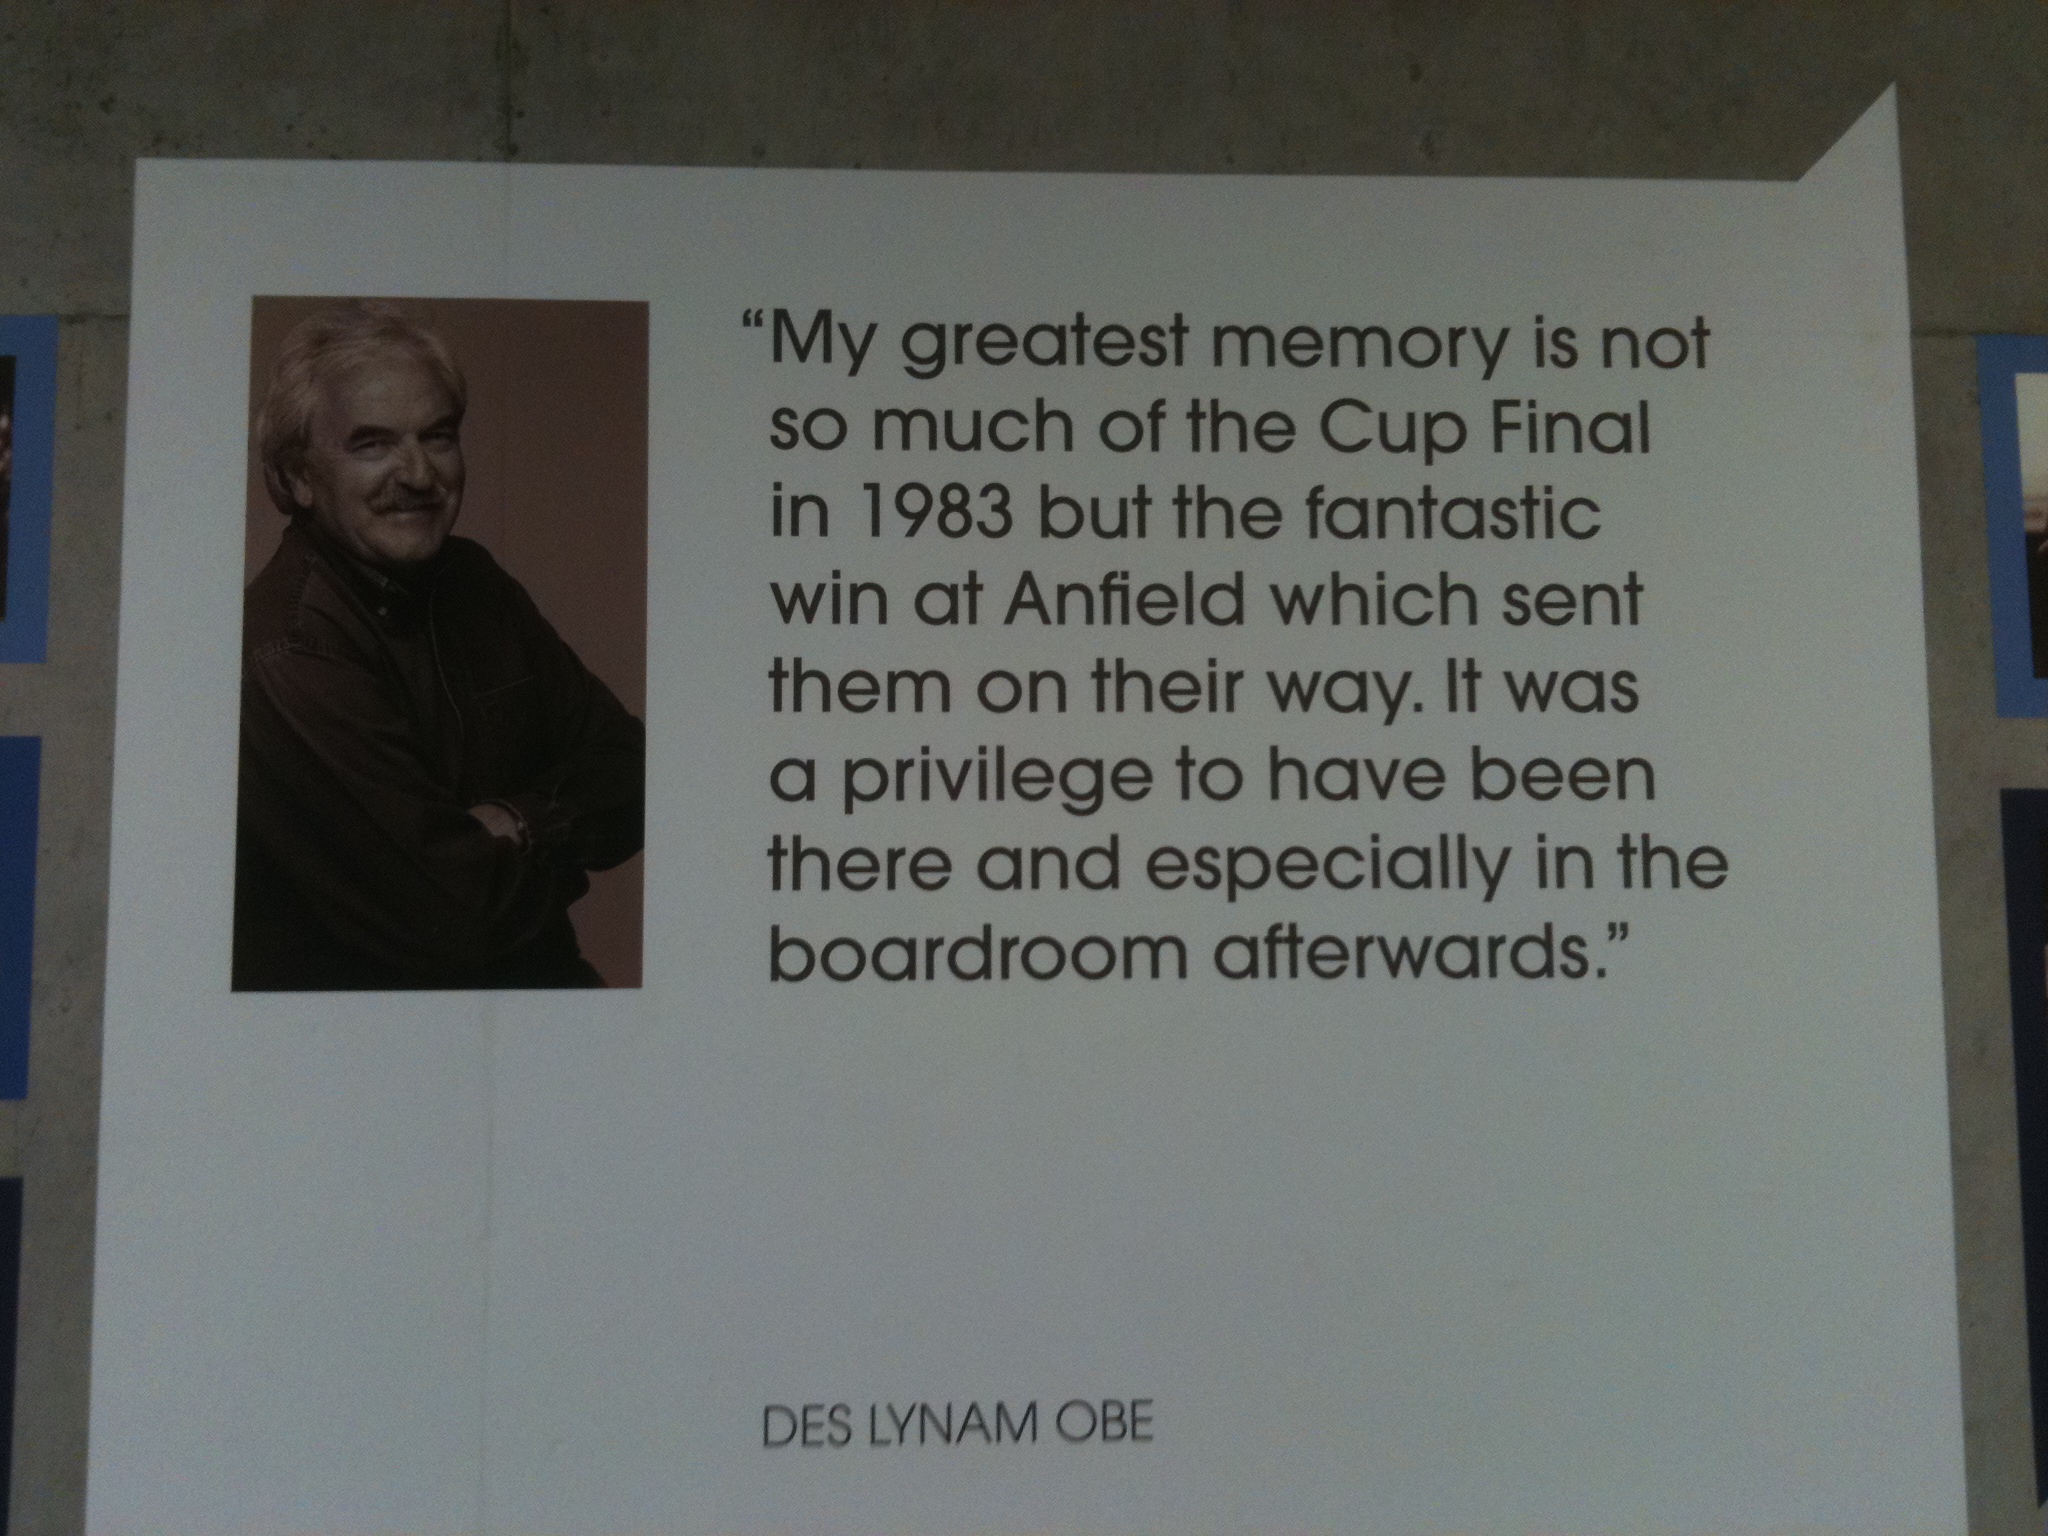 “My greatest memory is not
so much of the Cup Final
in 1983 but the fantastic
win at Anfield which sent
them on their way. It was
a privilege to have been
there and especially in the
boardroom afterwards.”
DES LYNAM OBE